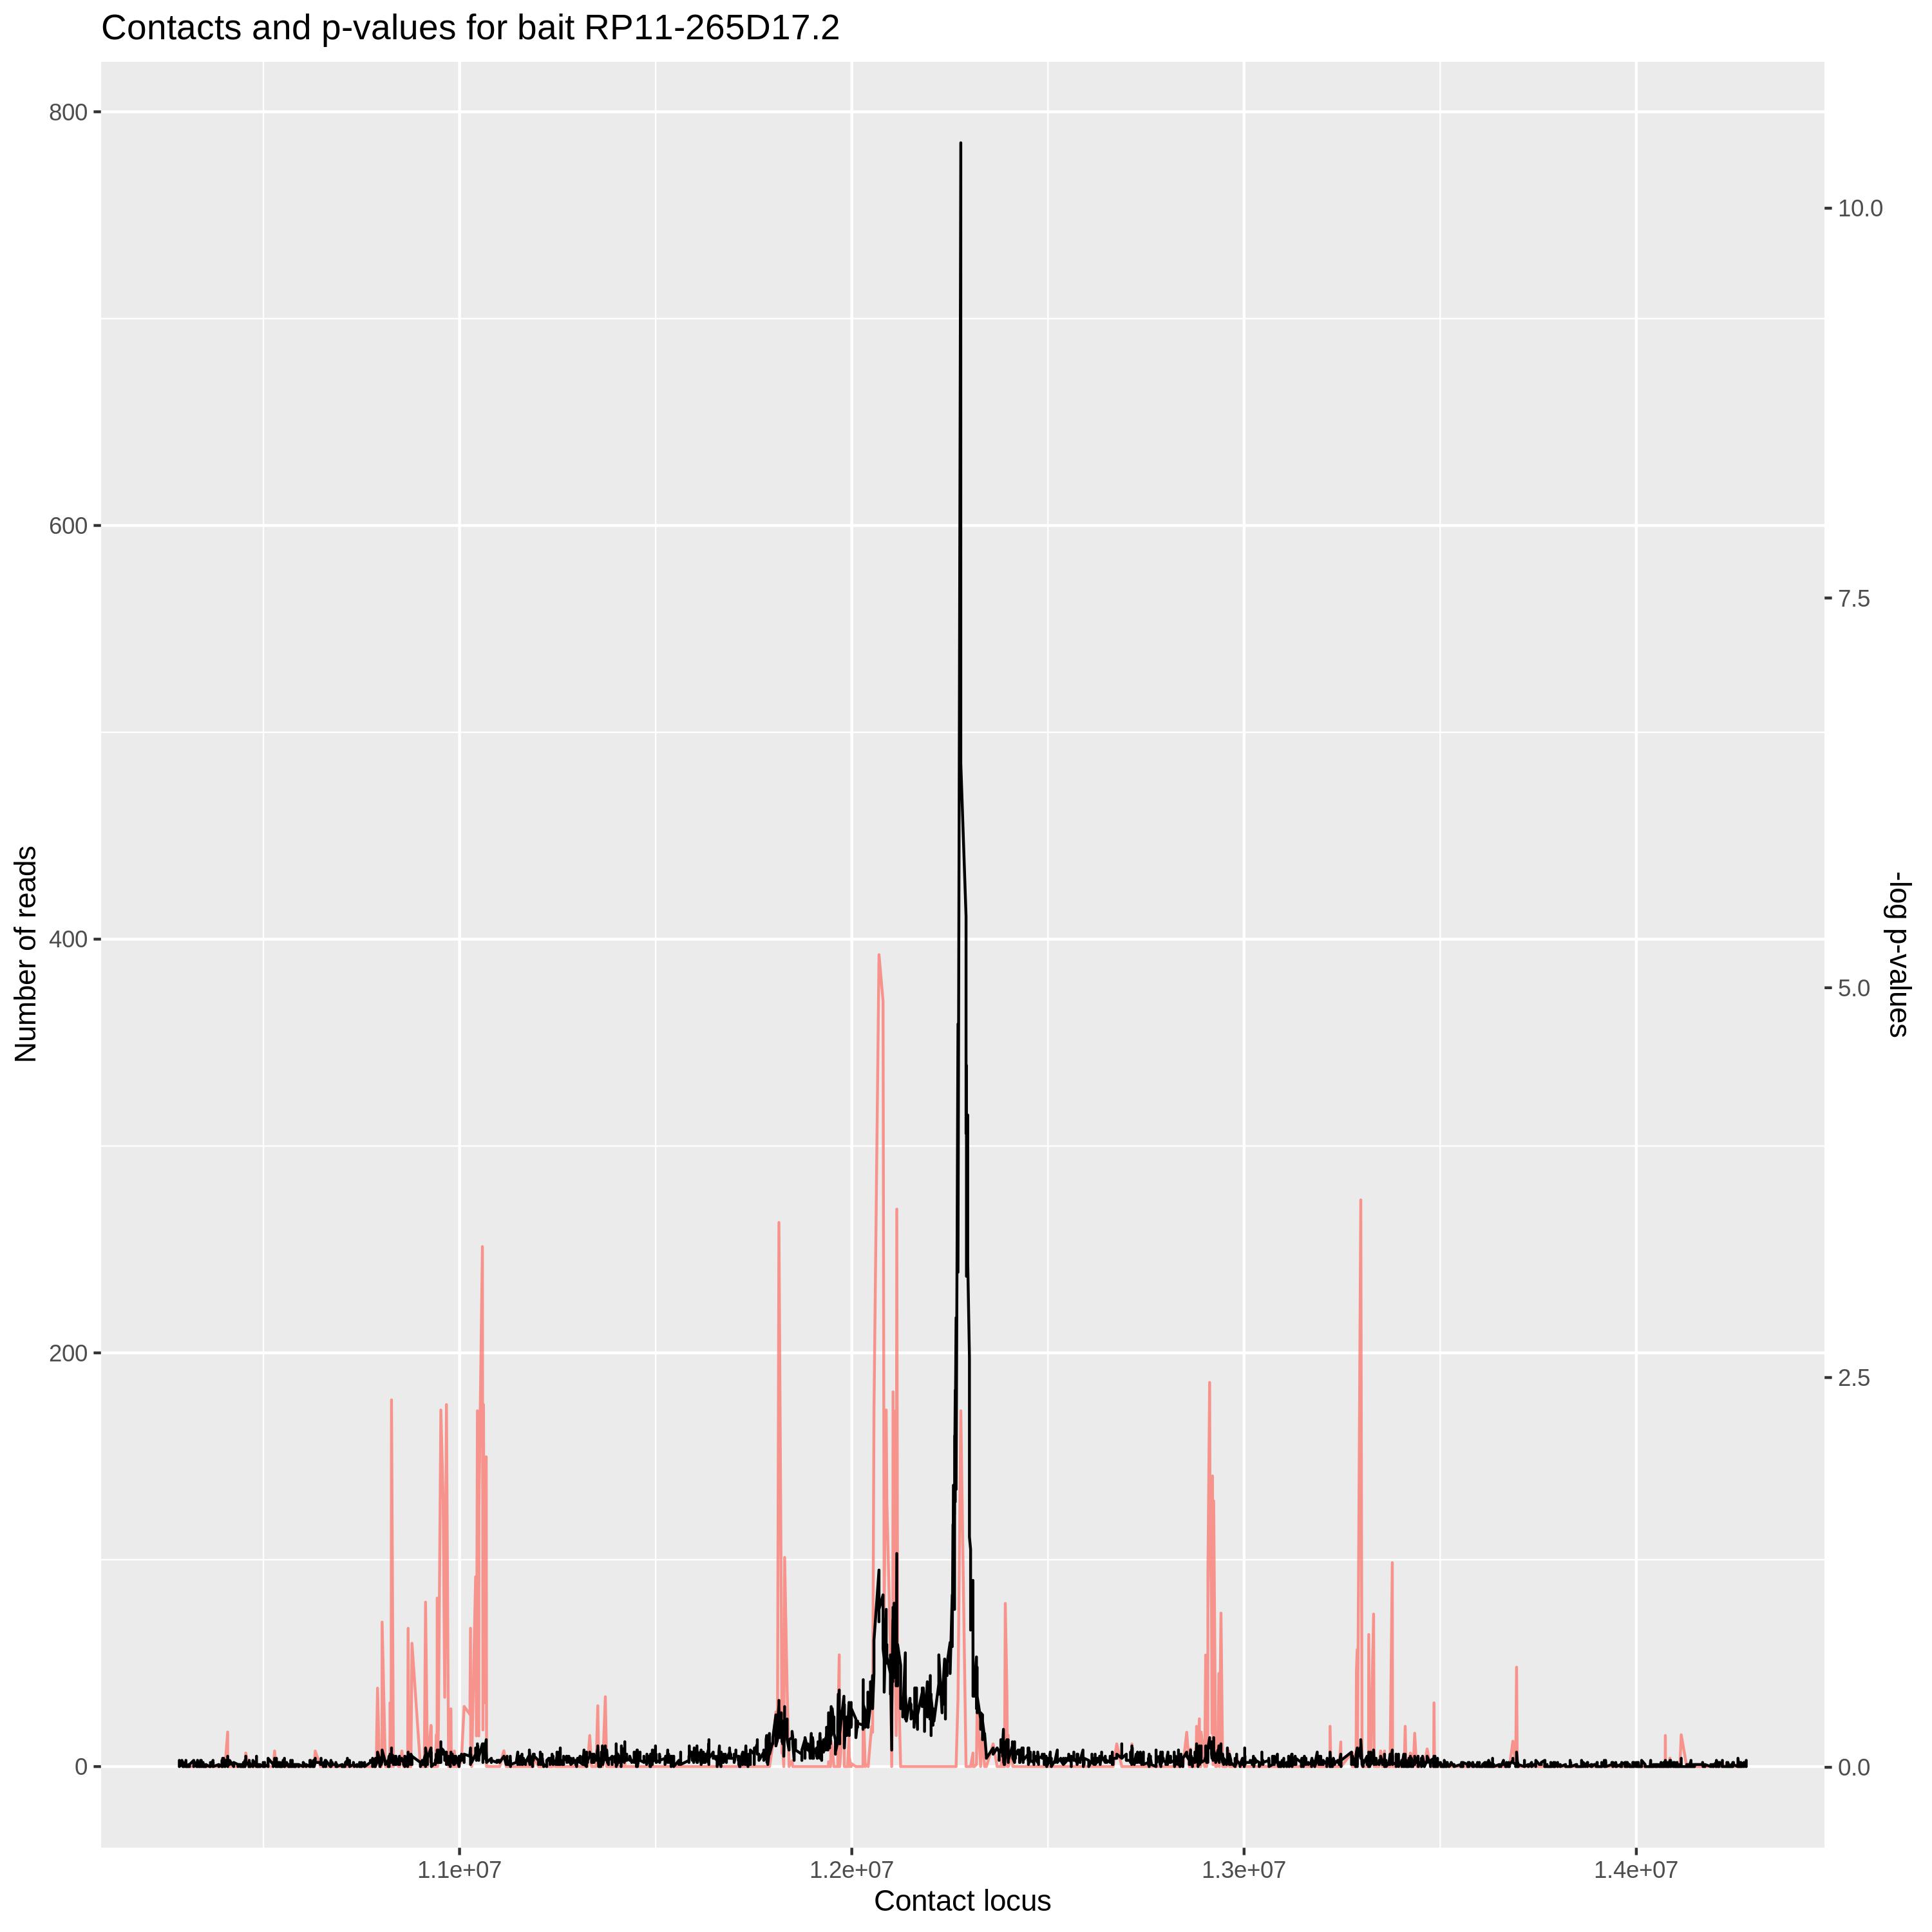 Contacts and p-values for bait RP11-265D17.2
800
600
400
200
0
Number of reads
10.0
7.5
5.0
2.5
0.0
-log p-values
1.1e+07
1.2e+07
1.3e+07
1.4e+07
Contact locus